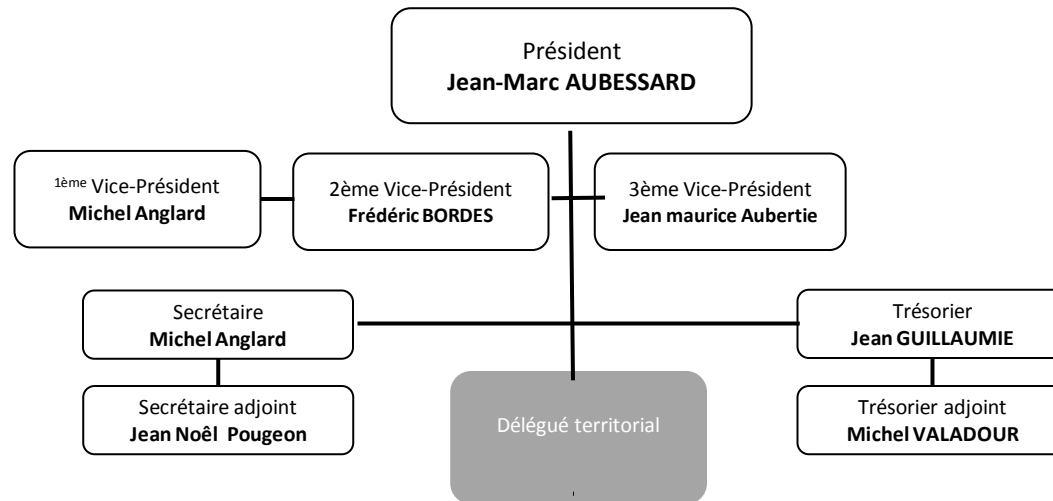 Président
Jean-Marc AUBESSARD
1ème Vice-Président
Michel Anglard
2ème Vice-Président
Frédéric BORDES
3ème Vice-Président
Jean maurice Aubertie
Secrétaire
Michel Anglard
Trésorier
Jean GUILLAUMIE
Secrétaire adjoint
Jean Noêl Pougeon
Délégué territorial
Trésorier adjoint
Michel VALADOUR